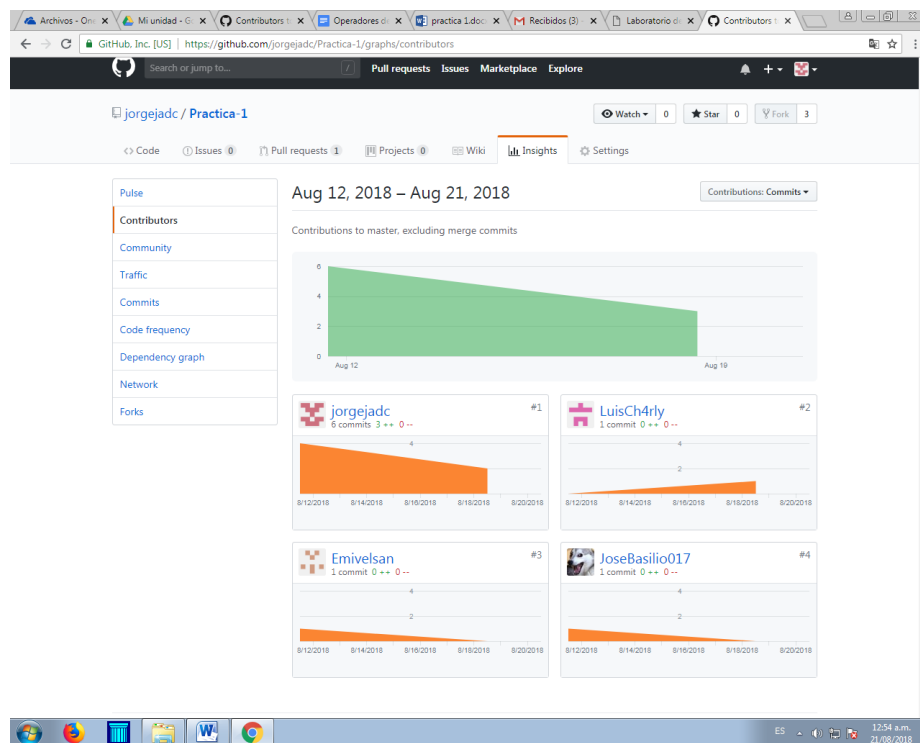 Archivos - One
Mi unidad - Go
Contributors t
Operadores de
practica 1.doc
Recibidos (3) -
Laboratorio de
Contributors t
GitHub, Inc. [US] | https://github.com/jorgejadc/Practica-1/graphs/contributors
Search or jump to... / Pull requests Issues Marketplace Explore
jorgejadc / Practica-1
Watch 0 Star 0 Fork 3
Code Issues 0 Pull requests 1 Projects 0 Wiki Insights Settings
Pulse
Contributors
Community
Traffic
Commits
Code frequency
Dependency graph
Network
Forks
Aug 12, 2018 – Aug 21, 2018
Contributions: Commits
Contributions to master, excluding merge commits
6
4
2
0
Aug 12 Aug 19
jorgejadc #1
6 commits 3 ++ 0 --
4
8/12/2018 8/14/2018 8/16/2018 8/18/2018 8/20/2018
LuisCh4rly #2
1 commit 0 ++ 0 --
4
2
8/12/2018 8/14/2018 8/16/2018 8/18/2018 8/20/2018
Emivelsan #3
1 commit 0 ++ 0 --
4
2
8/12/2018 8/14/2018 8/16/2018 8/18/2018 8/20/2018
JoseBasilio017 #4
1 commit 0 ++ 0 --
4
2
8/12/2018 8/14/2018 8/16/2018 8/18/2018 8/20/2018
ES
12:54 a.m.
21/08/2018